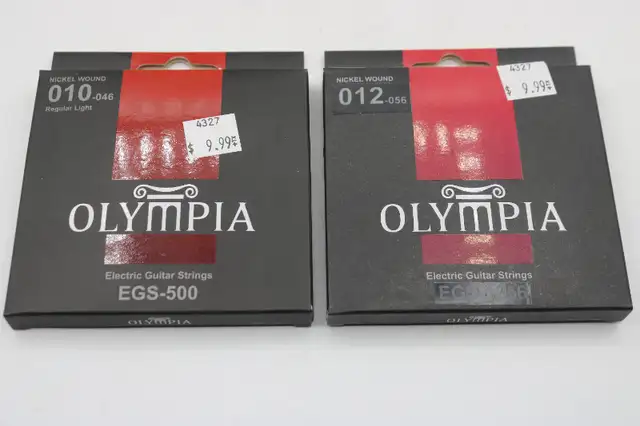 NICKEL WOUND
010-046
Regular Light
4327
$ 9.99
OLYMPIA
Electric Guitar Strings
EGS-500
OLYMPIA
NICKEL WOUND
012-056
4327
$ 9.99
OLYMPIA
Electric Guitar Strings
OLYMPIA